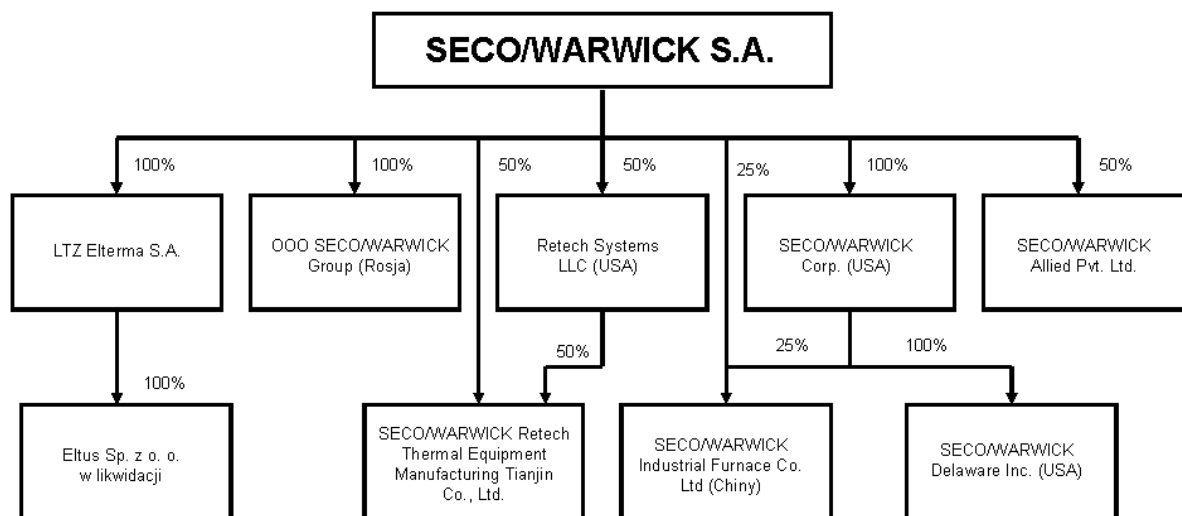 SECO/WARWICK S.A.
100%
100%
50%
50%
25%
100%
50%
LTZ Elterma S.A.
OOO SECO/WARWICK
Group (Rosja)
Retech Systems
LLC (USA)
SECO/WARWICK
Corp. (USA)
SECO/WARWICK
Allied Pvt. Ltd.
100%
50%
25%
100%
Eltus Sp. z o. o.
w likwidacji
SECO/WARWICK Retech
Thermal Equipment
Manufacturing Tianjin
Co., Ltd.
SECO/WARWICK
Industrial Furnace Co.
Ltd (Chiny)
SECO/WARWICK
Delaware Inc. (USA)